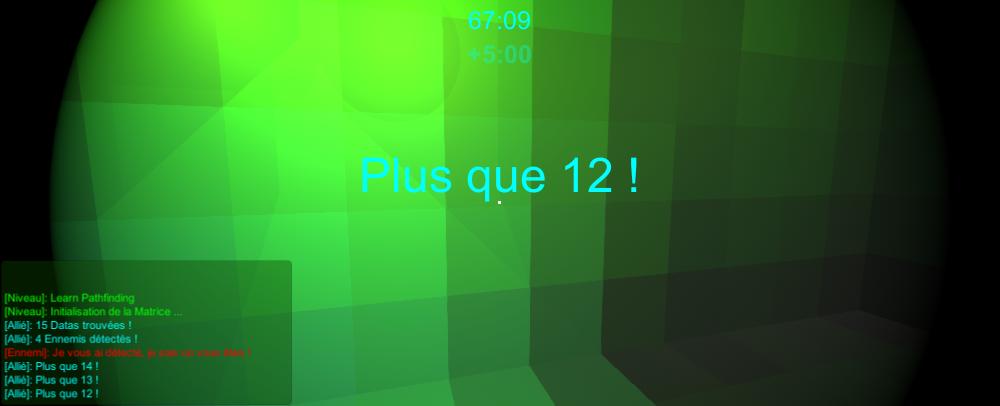 67:09
+5:00
Plus que 12 !
[Niveau]: Learn Pathfinding
[Niveau]: Initialisation de la Matrice ...
[Allié]: 15 Datas trouvées !
[Allié]: 4 Ennemis détectés !
[Ennemi]: Je vous ai détecté, je sais où vous êtes !
[Allié]: Plus que 14 !
[Allié]: Plus que 13 !
[Allié]: Plus que 12 !